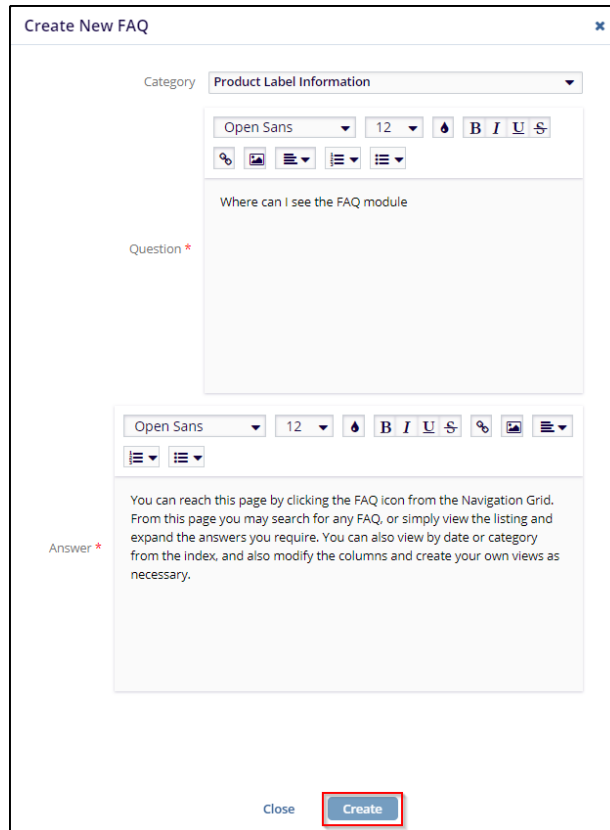 Create New FAQ
Category Product Label Information
Open Sans 12 B I U S
Where can I see the FAQ module
Question *
Open Sans 12 B I U S
You can reach this page by clicking the FAQ icon from the Navigation Grid.
From this page you may search for any FAQ, or simply view the listing and
expand the answers you require. You can also view by date or category
Answer * from the index, and also modify the columns and create your own views as
necessary.
Close Create